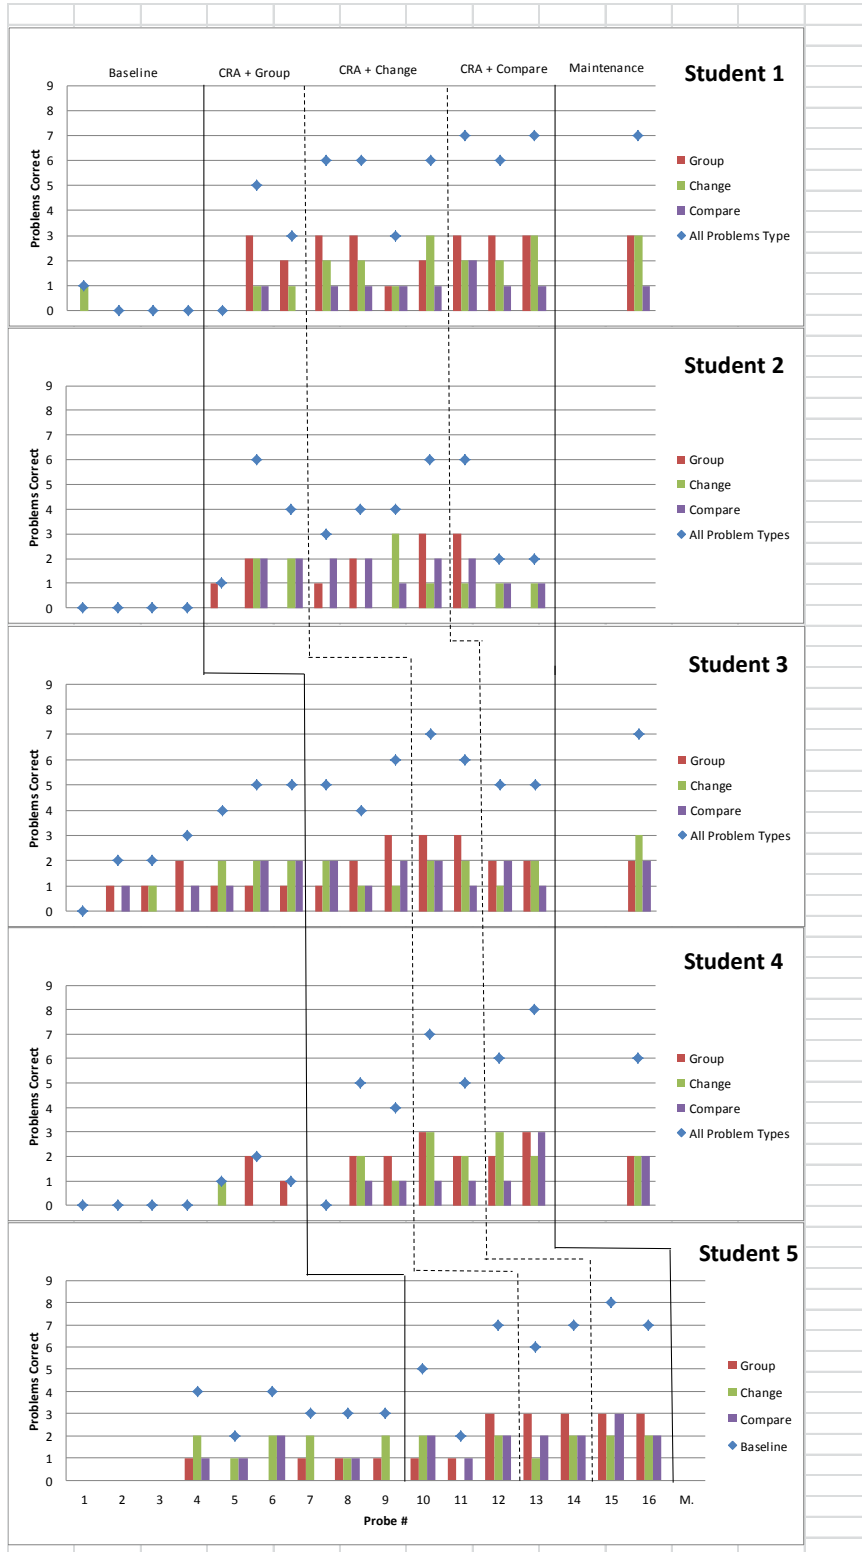 Baseline
CRA + Group
CRA + Change
CRA + Compare
Maintenance
Student 1
9
8
7
6
5
4
3
2
1
0
Problems Correct
Group
Change
Compare
All Problems Type
Student 2
9
8
7
6
5
4
3
2
1
0
Problems Correct
Group
Change
Compare
All Problem Types
Student 3
9
8
7
6
5
4
3
2
1
0
Problems Correct
Group
Change
Compare
All Problem Types
Student 4
9
8
7
6
5
4
3
2
1
0
Problems Correct
Group
Change
Compare
All Problem Types
Student 5
9
8
7
6
5
4
3
2
1
0
Problems Correct
Group
Change
Compare
Baseline
1 2 3 4 5 6 7 8 9 10 11 12 13 14 15 16 M.
Probe #